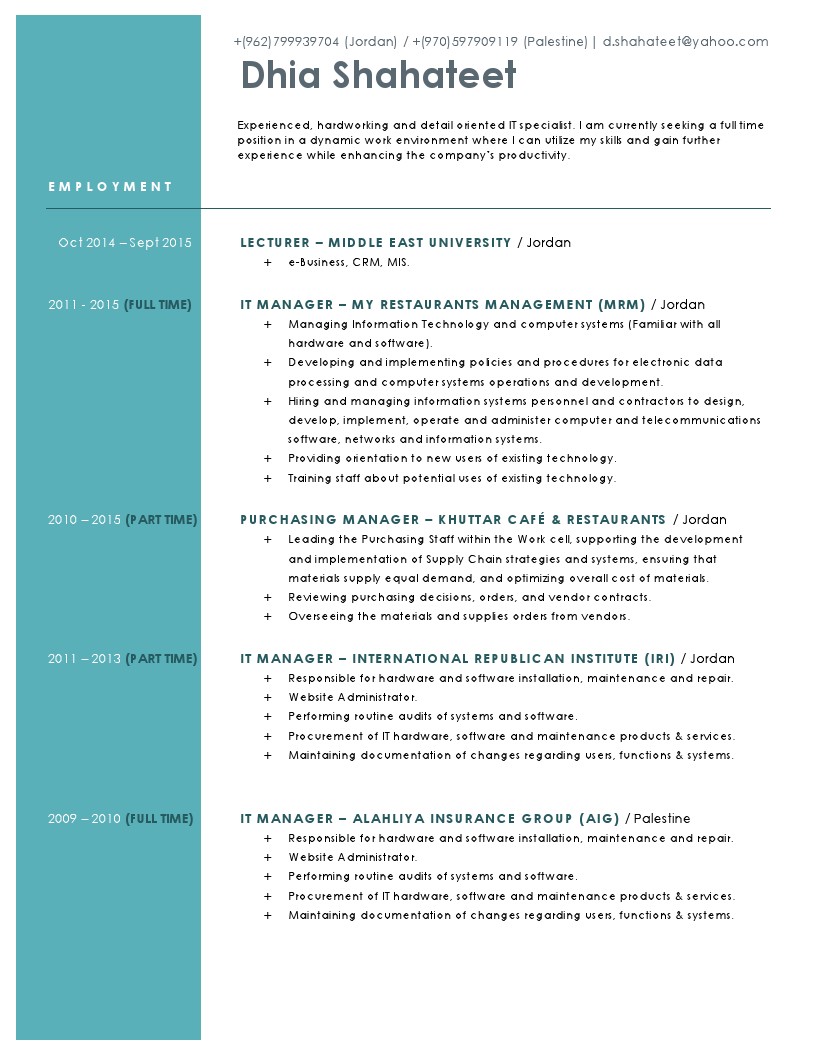 +(962)799939704 (Jordan) / +(970)597909119 (Palestine) | d.shahateet@yahoo.com
Dhia Shahateet
Experienced, hardworking and detail oriented IT specialist. I am currently seeking a full time
position in a dynamic work environment where I can utilize my skills and gain further
experience while enhancing the company's productivity.
EMPLOYMENT
Oct 2014 – Sept 2015 LECTURER – MIDDLE EAST UNIVERSITY / Jordan
+ e-Business, CRM, MIS.
2011 - 2015 (FULL TIME) IT MANAGER – MY RESTAURANTS MANAGEMENT (MRM) / Jordan
+ Managing Information Technology and computer systems (Familiar with all
hardware and software).
+ Developing and implementing policies and procedures for electronic data
processing and computer systems operations and development.
+ Hiring and managing information systems personnel and contractors to design,
develop, implement, operate and administer computer and telecommunications
software, networks and information systems.
+ Providing orientation to new users of existing technology.
+ Training staff about potential uses of existing technology.
2010 – 2015 (PART TIME) PURCHASING MANAGER – KHUTTAR CAFÉ & RESTAURANTS / Jordan
+ Leading the Purchasing Staff within the Work cell, supporting the development
and implementation of Supply Chain strategies and systems, ensuring that
materials supply equal demand, and optimizing overall cost of materials.
+ Reviewing purchasing decisions, orders, and vendor contracts.
+ Overseeing the materials and supplies orders from vendors.
2011 – 2013 (PART TIME) IT MANAGER – INTERNATIONAL REPUBLICAN INSTITUTE (IRI) / Jordan
+ Responsible for hardware and software installation, maintenance and repair.
+ Website Administrator.
+ Performing routine audits of systems and software.
+ Procurement of IT hardware, software and maintenance products & services.
+ Maintaining documentation of changes regarding users, functions & systems.
2009 – 2010 (FULL TIME) IT MANAGER – ALAHLIYA INSURANCE GROUP (AIG) / Palestine
+ Responsible for hardware and software installation, maintenance and repair.
+ Website Administrator.
+ Performing routine audits of systems and software.
+ Procurement of IT hardware, software and maintenance products & services.
+ Maintaining documentation of changes regarding users, functions & systems.